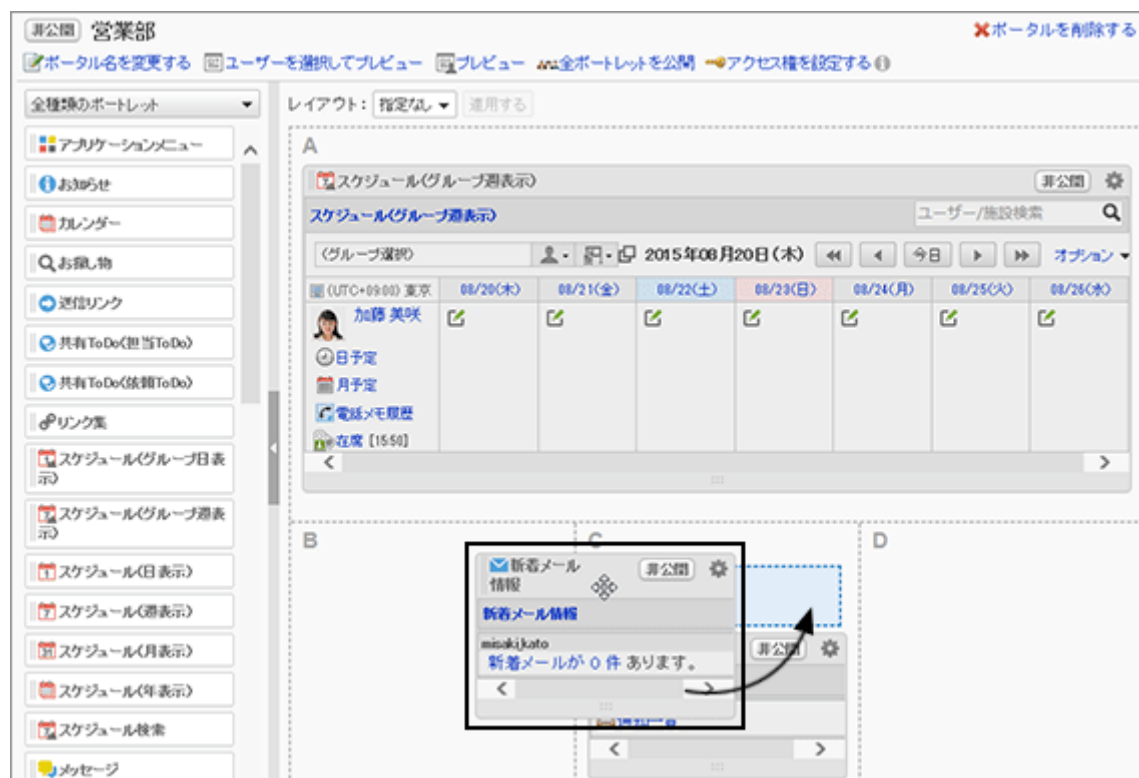 非公開 営業部
ポータルを削除する
ポータル名を変更する ユーザーを選択してプレビュー プレビュー 全ポートレットを公開 アクセス権を設定する
全種類のポートレット
レイアウト： 指定なし 適用する
アプリケーションメニュー
お知らせ
カレンダー
お探し物
送信リンク
共有ToDo(担当ToDo)
共有ToDo(依頼ToDo)
リンク集
スケジュール(グループ日表
示)
スケジュール(グループ週表
示)
スケジュール(日表示)
スケジュール(週表示)
スケジュール(月表示)
スケジュール(年表示)
スケジュール検索
メッセージ
A
スケジュール(グループ週表示)
非公開
スケジュール(グループ週表示)
ユーザー/施設検索
(グループ選択)
2015年08月20日(木)
今日
オプション
(UTC+09:00) 東京 08/20(木) 08/21(金) 08/22(土) 08/23(日) 08/24(月) 08/25(火) 08/26(水)
加藤 美咲
日予定
月予定
電話メモ履歴
在席 [15:50]
B
C
D
新着メール
情報
非公開
新着メール情報
misaki,kato
新着メールが 0 件 あります。
非公開